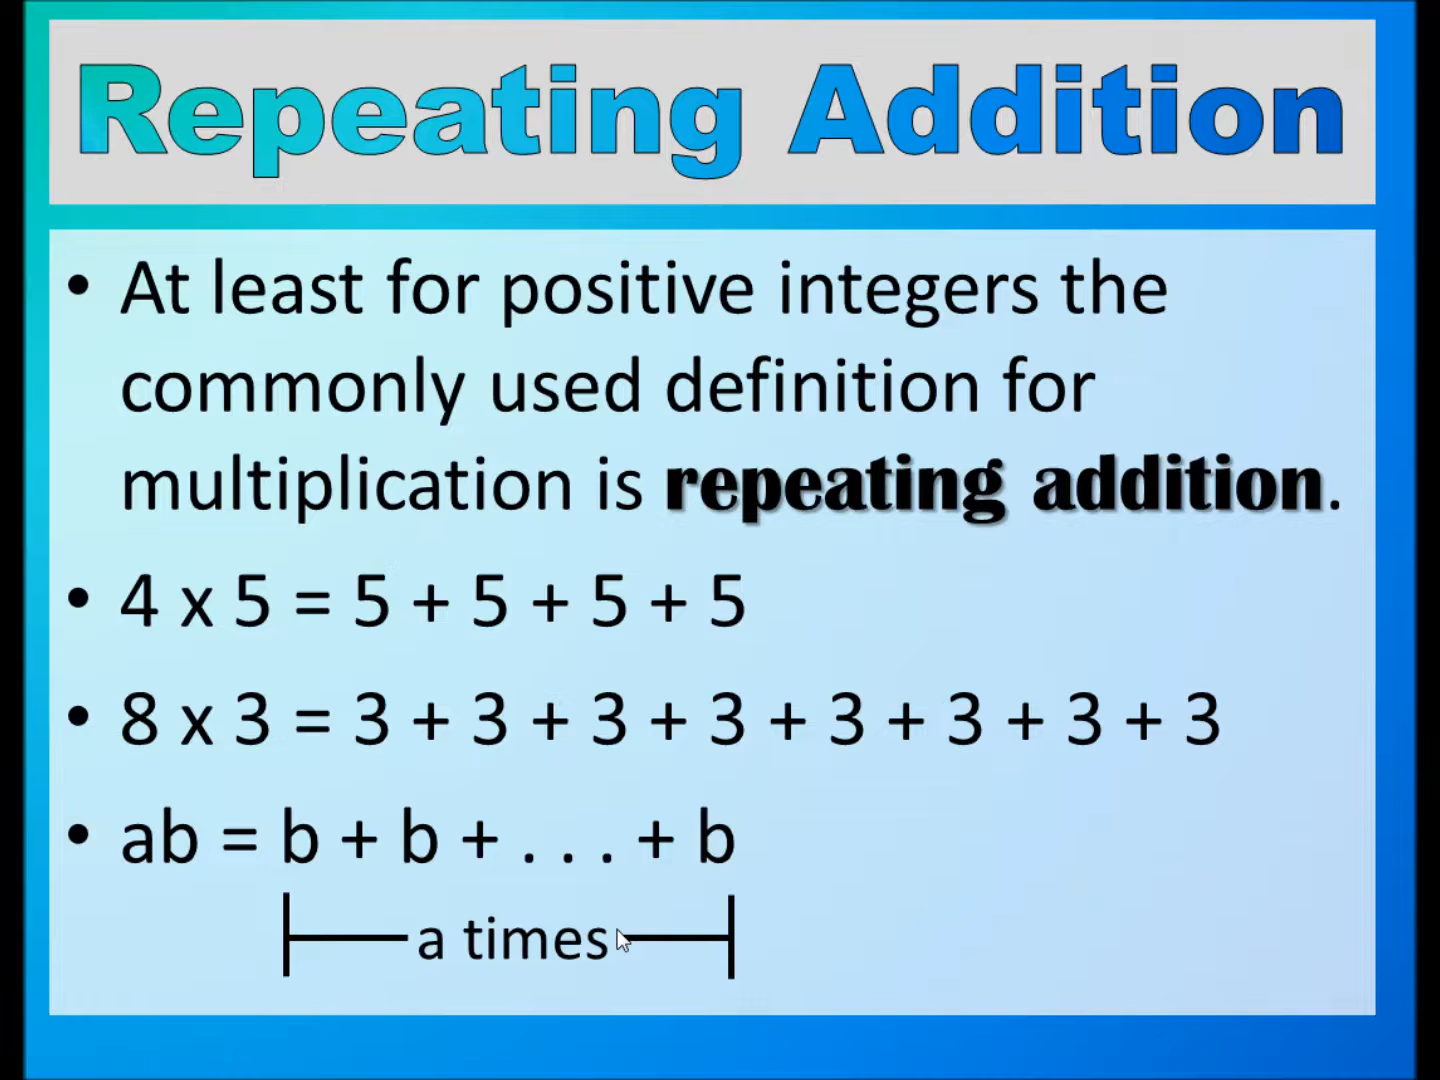 Repeating Addition
• At least for positive integers the
commonly used definition for
multiplication is repeating addition.
• 4 x 5 = 5 + 5 + 5 + 5
• 8 x 3 = 3 + 3 + 3 + 3 + 3 + 3 + 3 + 3
• ab = b + b + . . . + b
a times